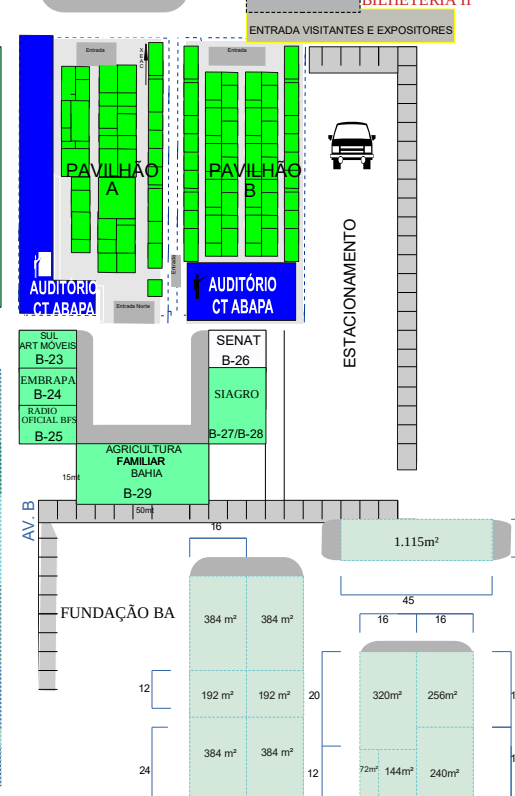 BILHETERIA II
ENTRADA VISITANTES E EXPOSITORES
Entrada
Entrada
PAVILHÃO
A
PAVILHÃO
B
ESTACIONAMENTO
Entrada
AUDITÓRIO
CT ABAPA
AUDITÓRIO
CT ABAPA
Entrada Norte
SUL
ART MÓVEIS
B-23
SENAT
B-26
EMBRAPA
B-24
SIAGRO
RADIO
OFICIAL BFS
B-25
B-27/B-28
AGRICULTURA
FAMILIAR
BAHIA
B-29
15mt
50mt
AV. B
16
1.115m²
45
FUNDAÇÃO BA
16
16
384 m²
384 m²
12
192 m²
192 m²
20
320m²
256m²
384 m²
384 m²
24
12
72m²
144m²
240m²